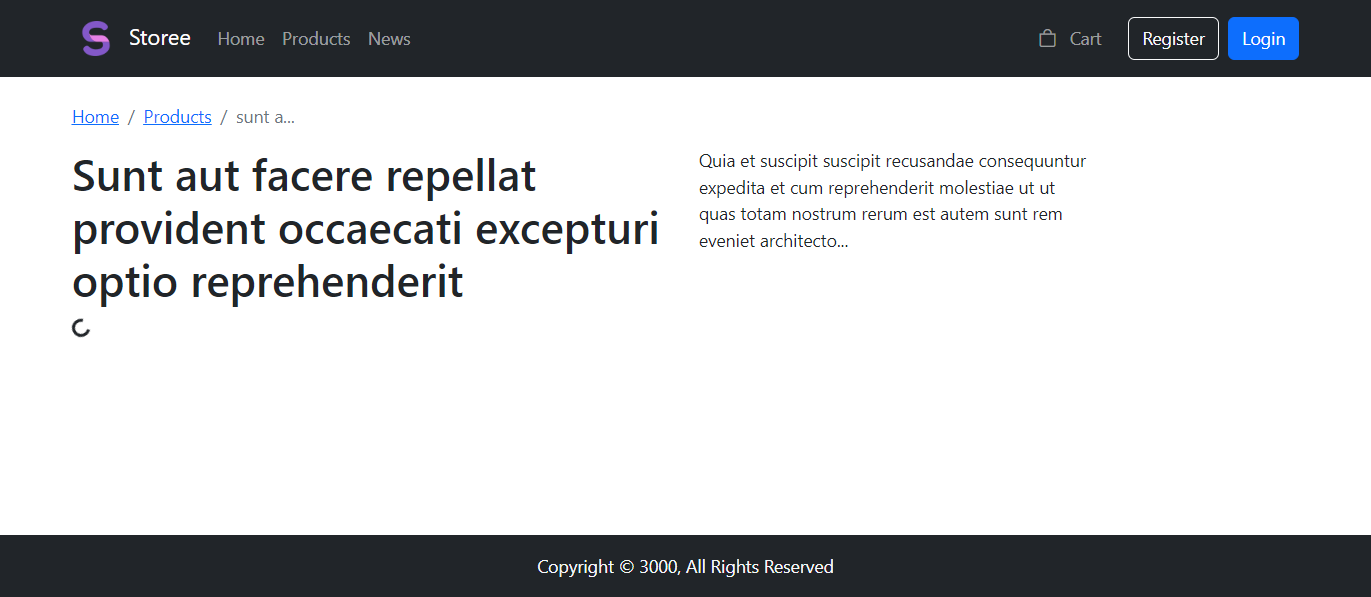 Storee Home Products News Cart Register Login
Home / Products / sunt a...
Sunt aut facere repellat
provident occaecati excepturi
optio reprehenderit
Quia et suscipit suscipit recusandae consequuntur
expedita et cum reprehenderit molestiae ut ut
quas totam nostrum rerum est autem sunt rem
eveniet architecto...
Copyright © 3000, All Rights Reserved